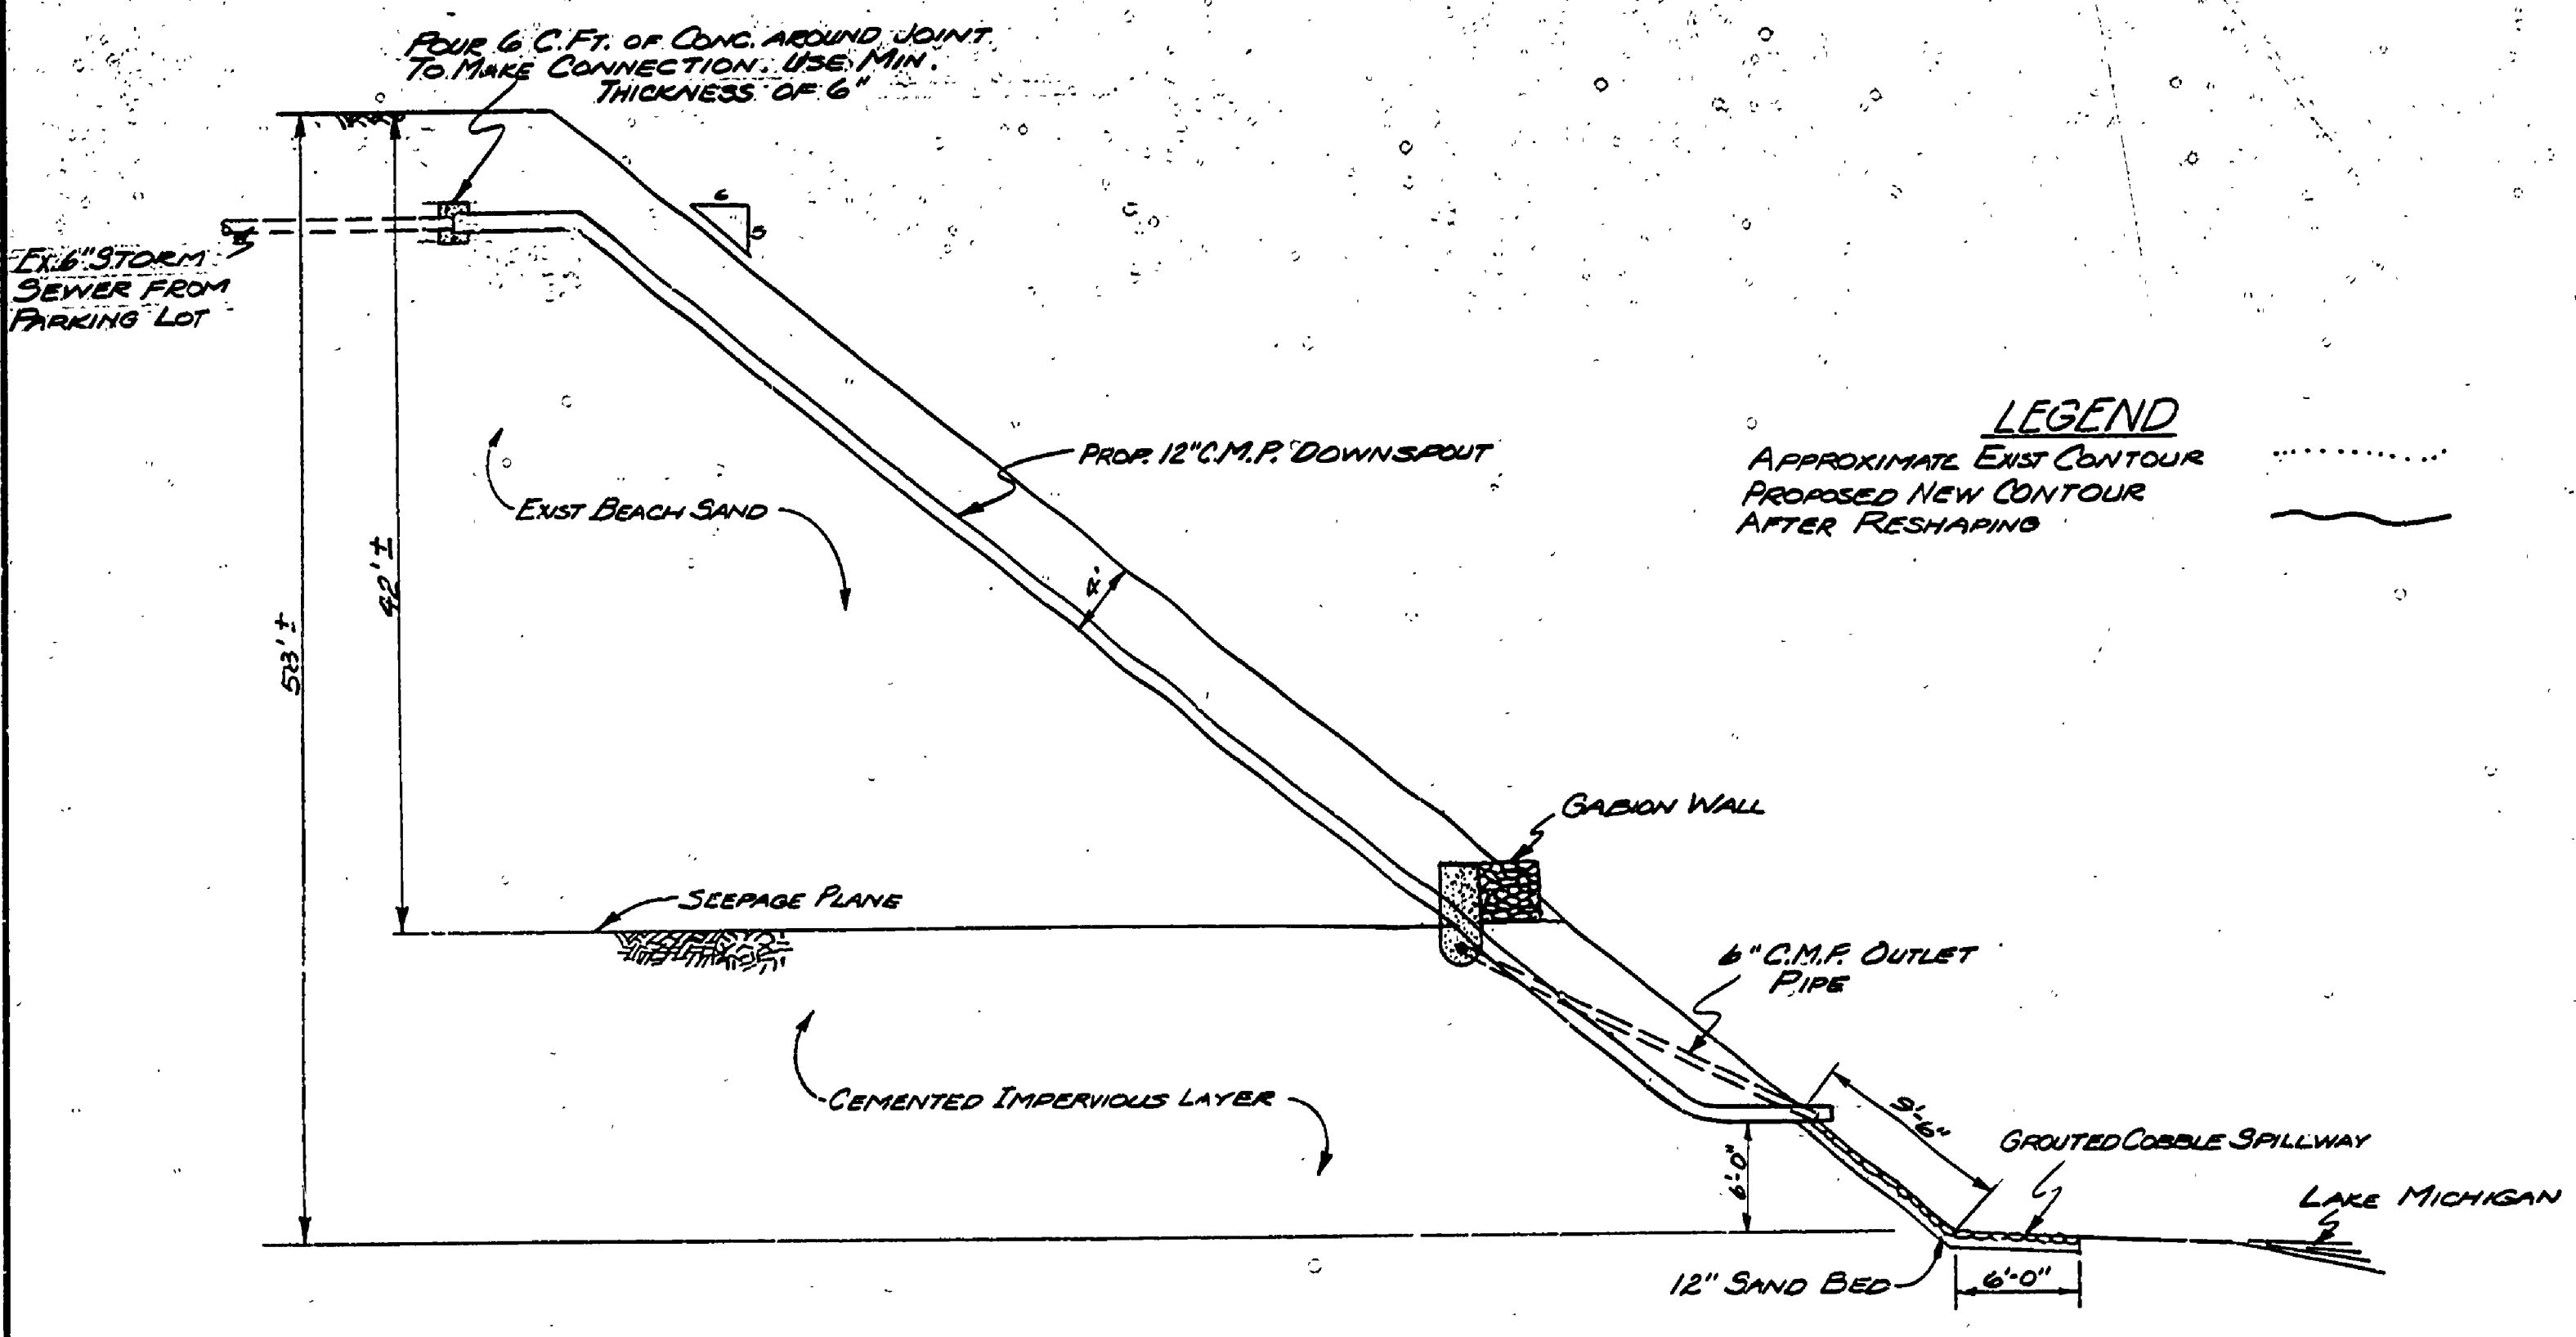 POUR 6 C.FT. OF CONC. AROUND JOINT
TO MAKE CONNECTION. USE MIN.
THICKNESS OF 6"
6
5
EX. 6" STORM
SEWER FROM
PARKING LOT
PROP. 12" C.M.P. DOWNSPOUT
EXIST BEACH SAND
42'±
53'±
4'
LEGEND
APPROXIMATE EXIST CONTOUR
PROPOSED NEW CONTOUR
AFTER RESHAPING
GABION WALL
SEEPAGE PLANE
6" C.M.P. OUTLET
PIPE
CEMENTED IMPERVIOUS LAYER
9'-6"
6'-0"
GROUTED COBBLE SPILLWAY
LAKE MICHIGAN
12" SAND BED
6'-0"